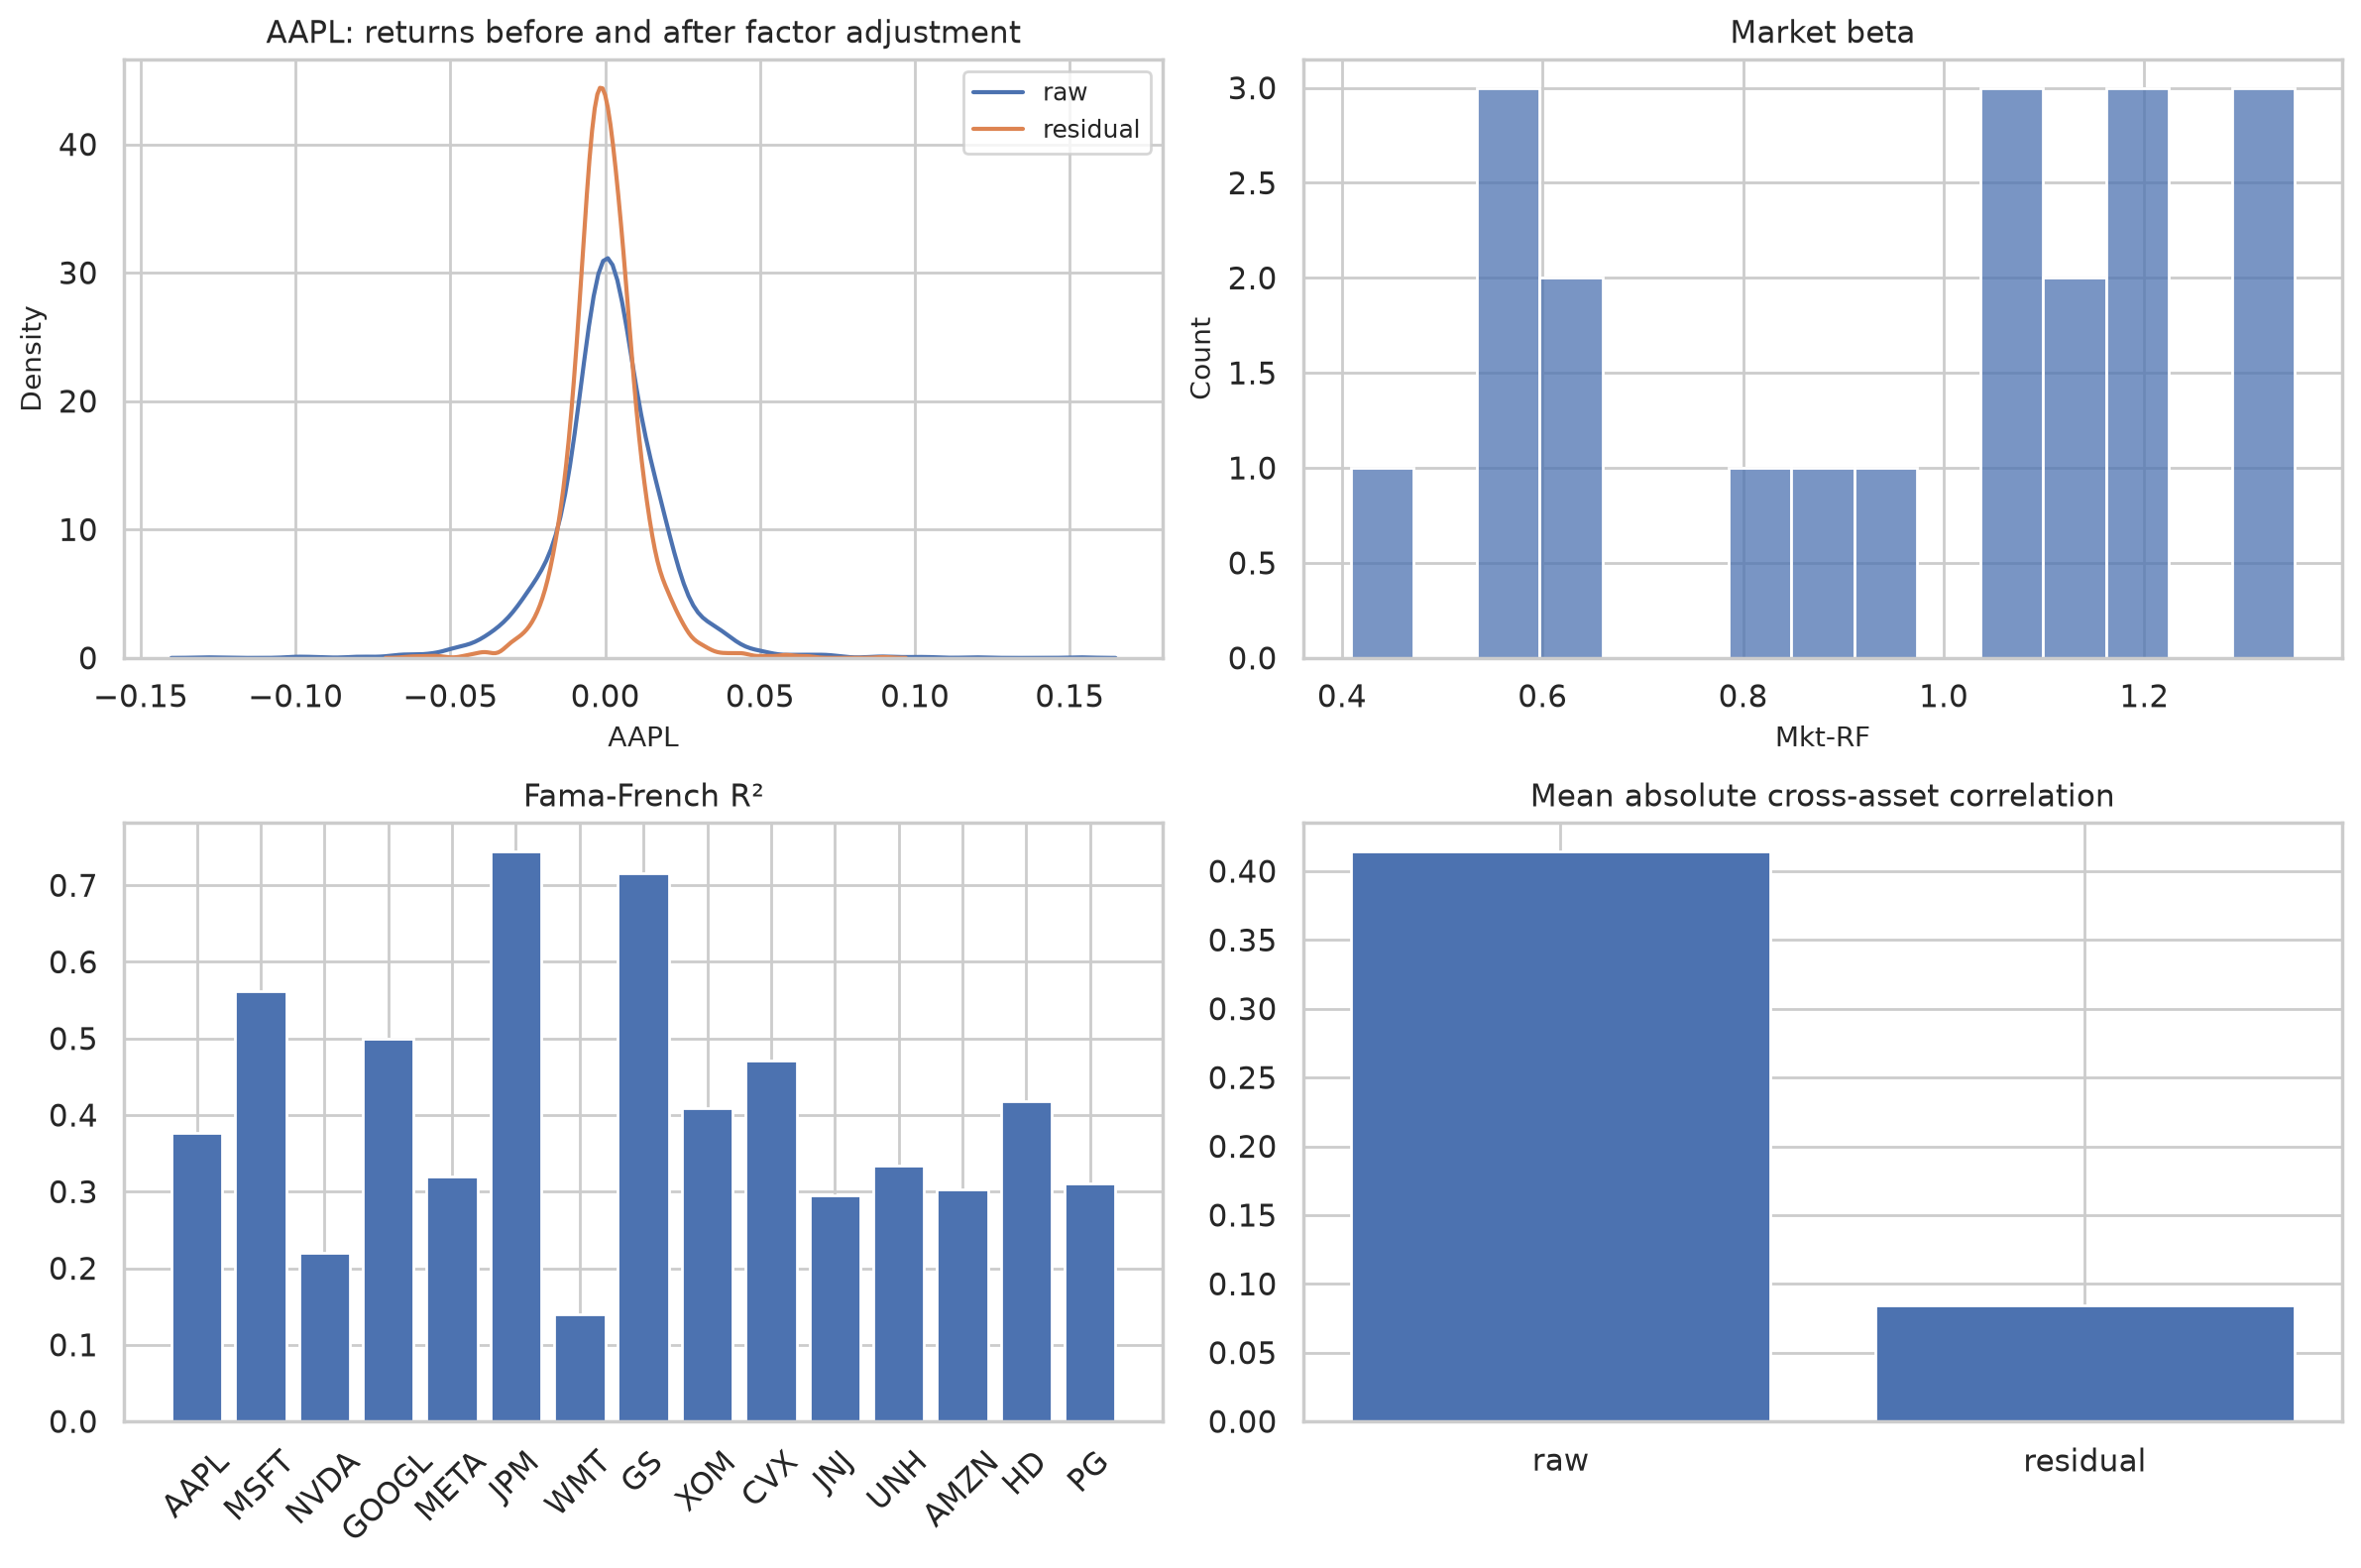 AAPL: returns before and after factor adjustment
raw
residual
Density
40
30
20
10
0
−0.15 −0.10 −0.05 0.00 0.05 0.10 0.15
AAPL
Market beta
Count
3.0
2.5
2.0
1.5
1.0
0.5
0.0
0.4 0.6 0.8 1.0 1.2
Mkt-RF
Fama-French R²
0.7
0.6
0.5
0.4
0.3
0.2
0.1
0.0
AAPL MSFT NVDA GOOGL META JPM WMT GS XOM CVX JNJ UNH AMZN HD PG
Mean absolute cross-asset correlation
0.40
0.35
0.30
0.25
0.20
0.15
0.10
0.05
0.00
raw residual